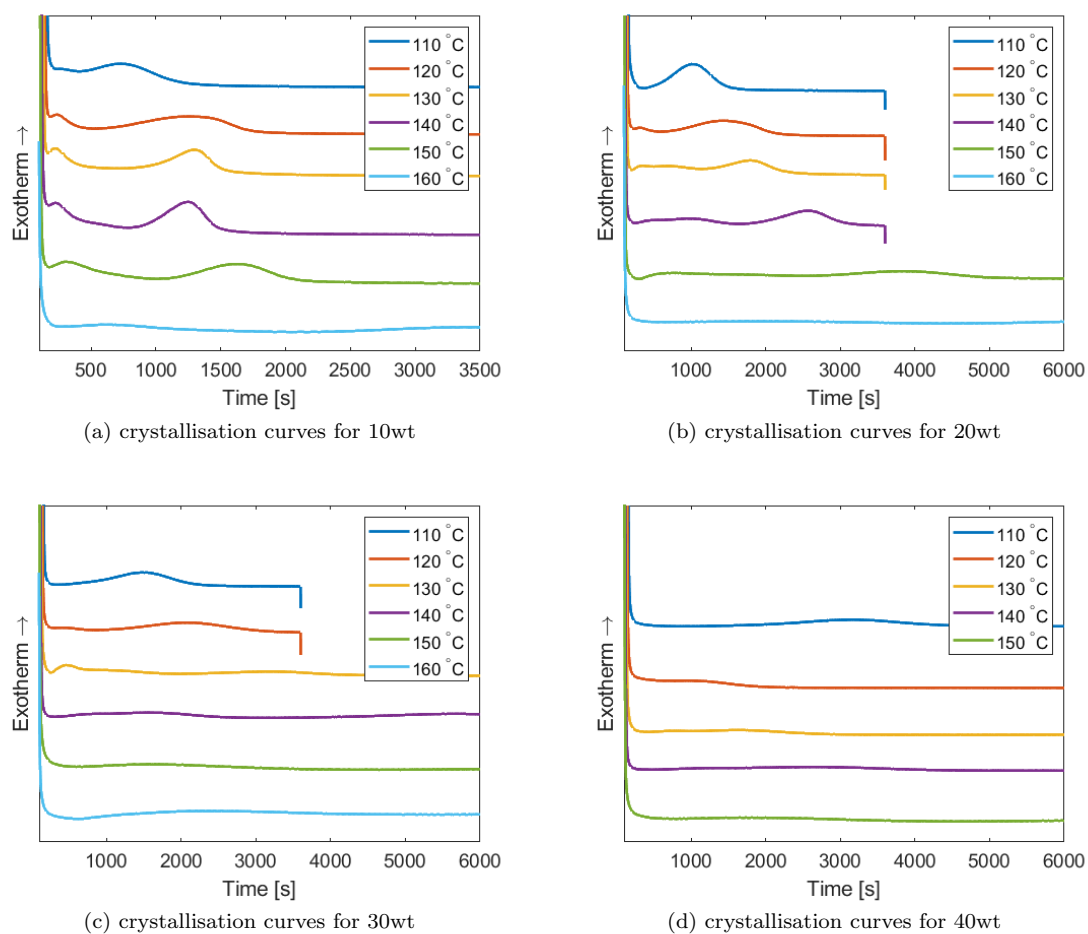 110 °C
120 °C
130 °C
140 °C
150 °C
160 °C
Exotherm →
500 1000 1500 2000 2500 3000 3500
Time [s]
(a) crystallisation curves for 10wt
110 °C
120 °C
130 °C
140 °C
150 °C
160 °C
Exotherm →
1000 2000 3000 4000 5000 6000
Time [s]
(b) crystallisation curves for 20wt
110 °C
120 °C
130 °C
140 °C
150 °C
160 °C
Exotherm →
1000 2000 3000 4000 5000 6000
Time [s]
(c) crystallisation curves for 30wt
110 °C
120 °C
130 °C
140 °C
150 °C
Exotherm →
1000 2000 3000 4000 5000 6000
Time [s]
(d) crystallisation curves for 40wt